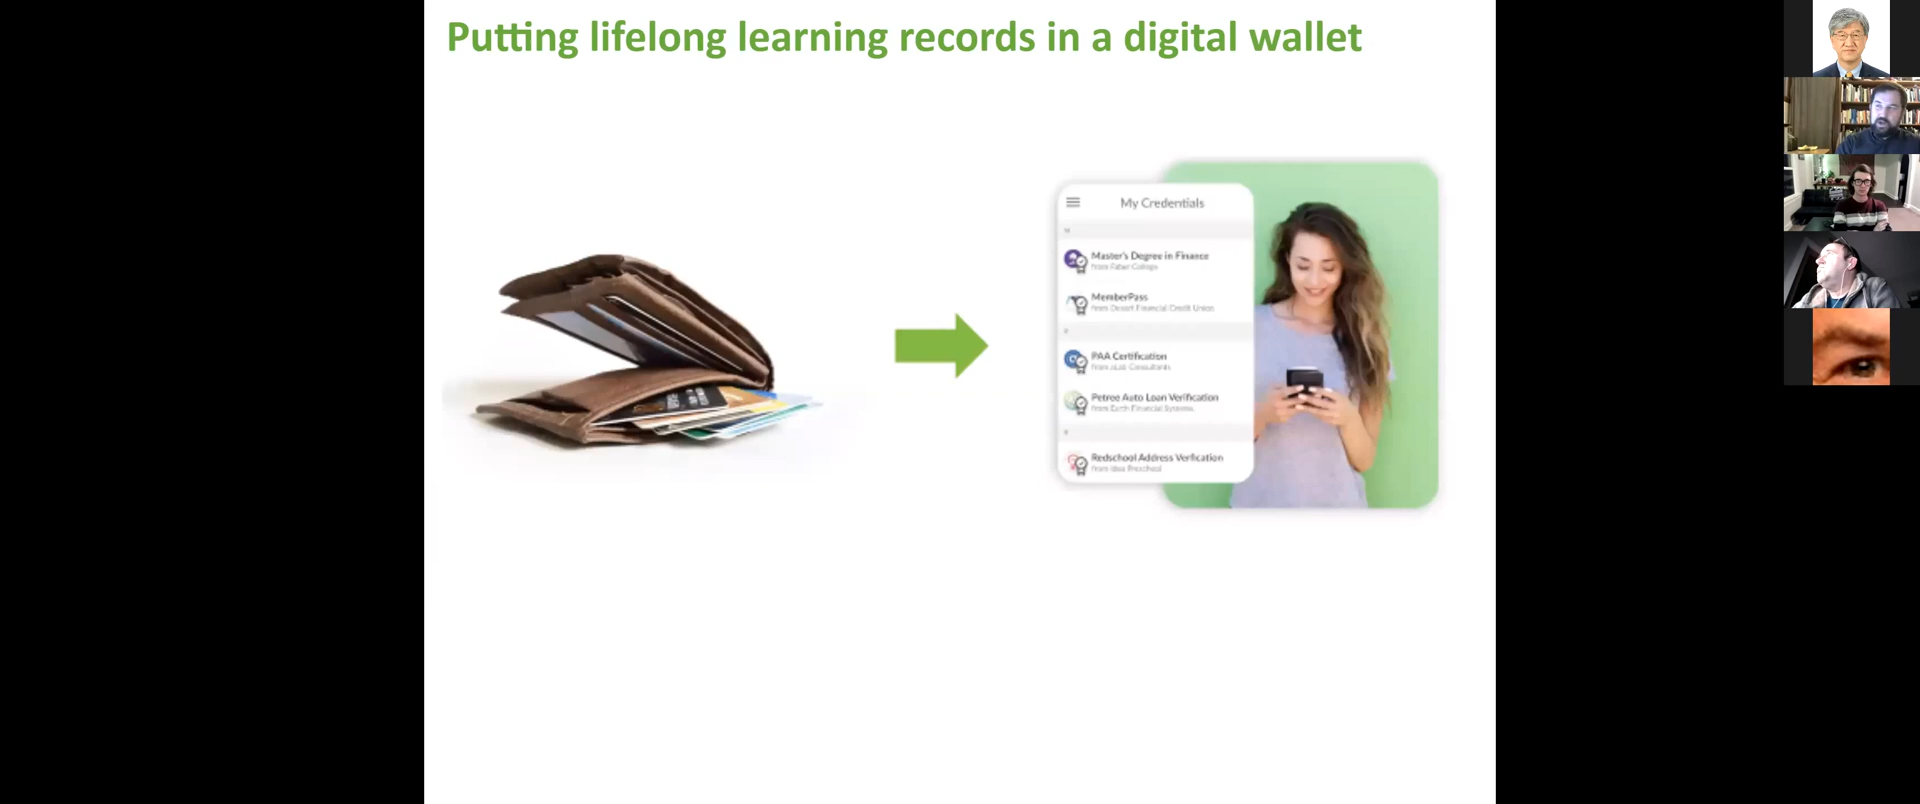 Putting lifelong learning records in a digital wallet
My Credentials
M
Master's Degree in Finance
from Faber College
MemberPass
from Desert Financial Credit Union
P
PAA Certification
from xLab Consultants
Petree Auto Loan Verification
from Earth Financial Systems
R
Redschool Address Verfication
from Idea Preschool